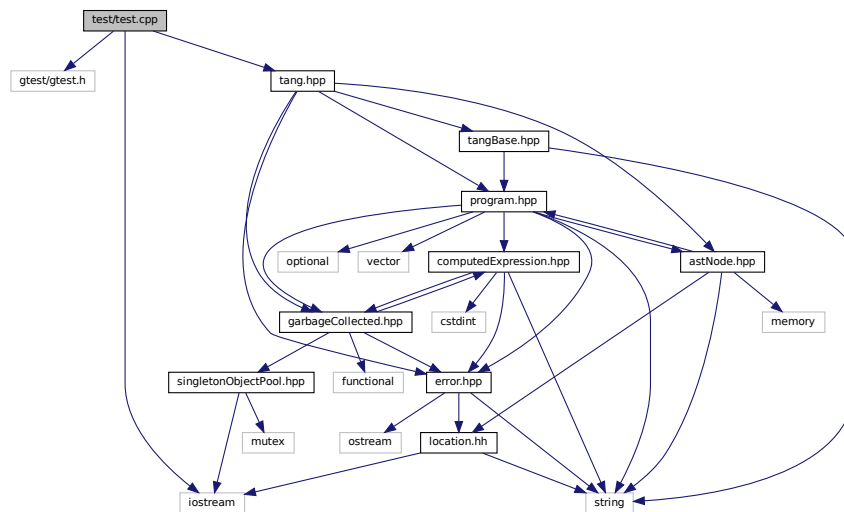 test/test.cpp
gtest/gtest.h
tang.hpp
tangBase.hpp
program.hpp
optional
vector
computedExpression.hpp
astNode.hpp
garbageCollected.hpp
cstdint
memory
singletonObjectPool.hpp
functional
error.hpp
mutex
ostream
location.hh
iostream
string